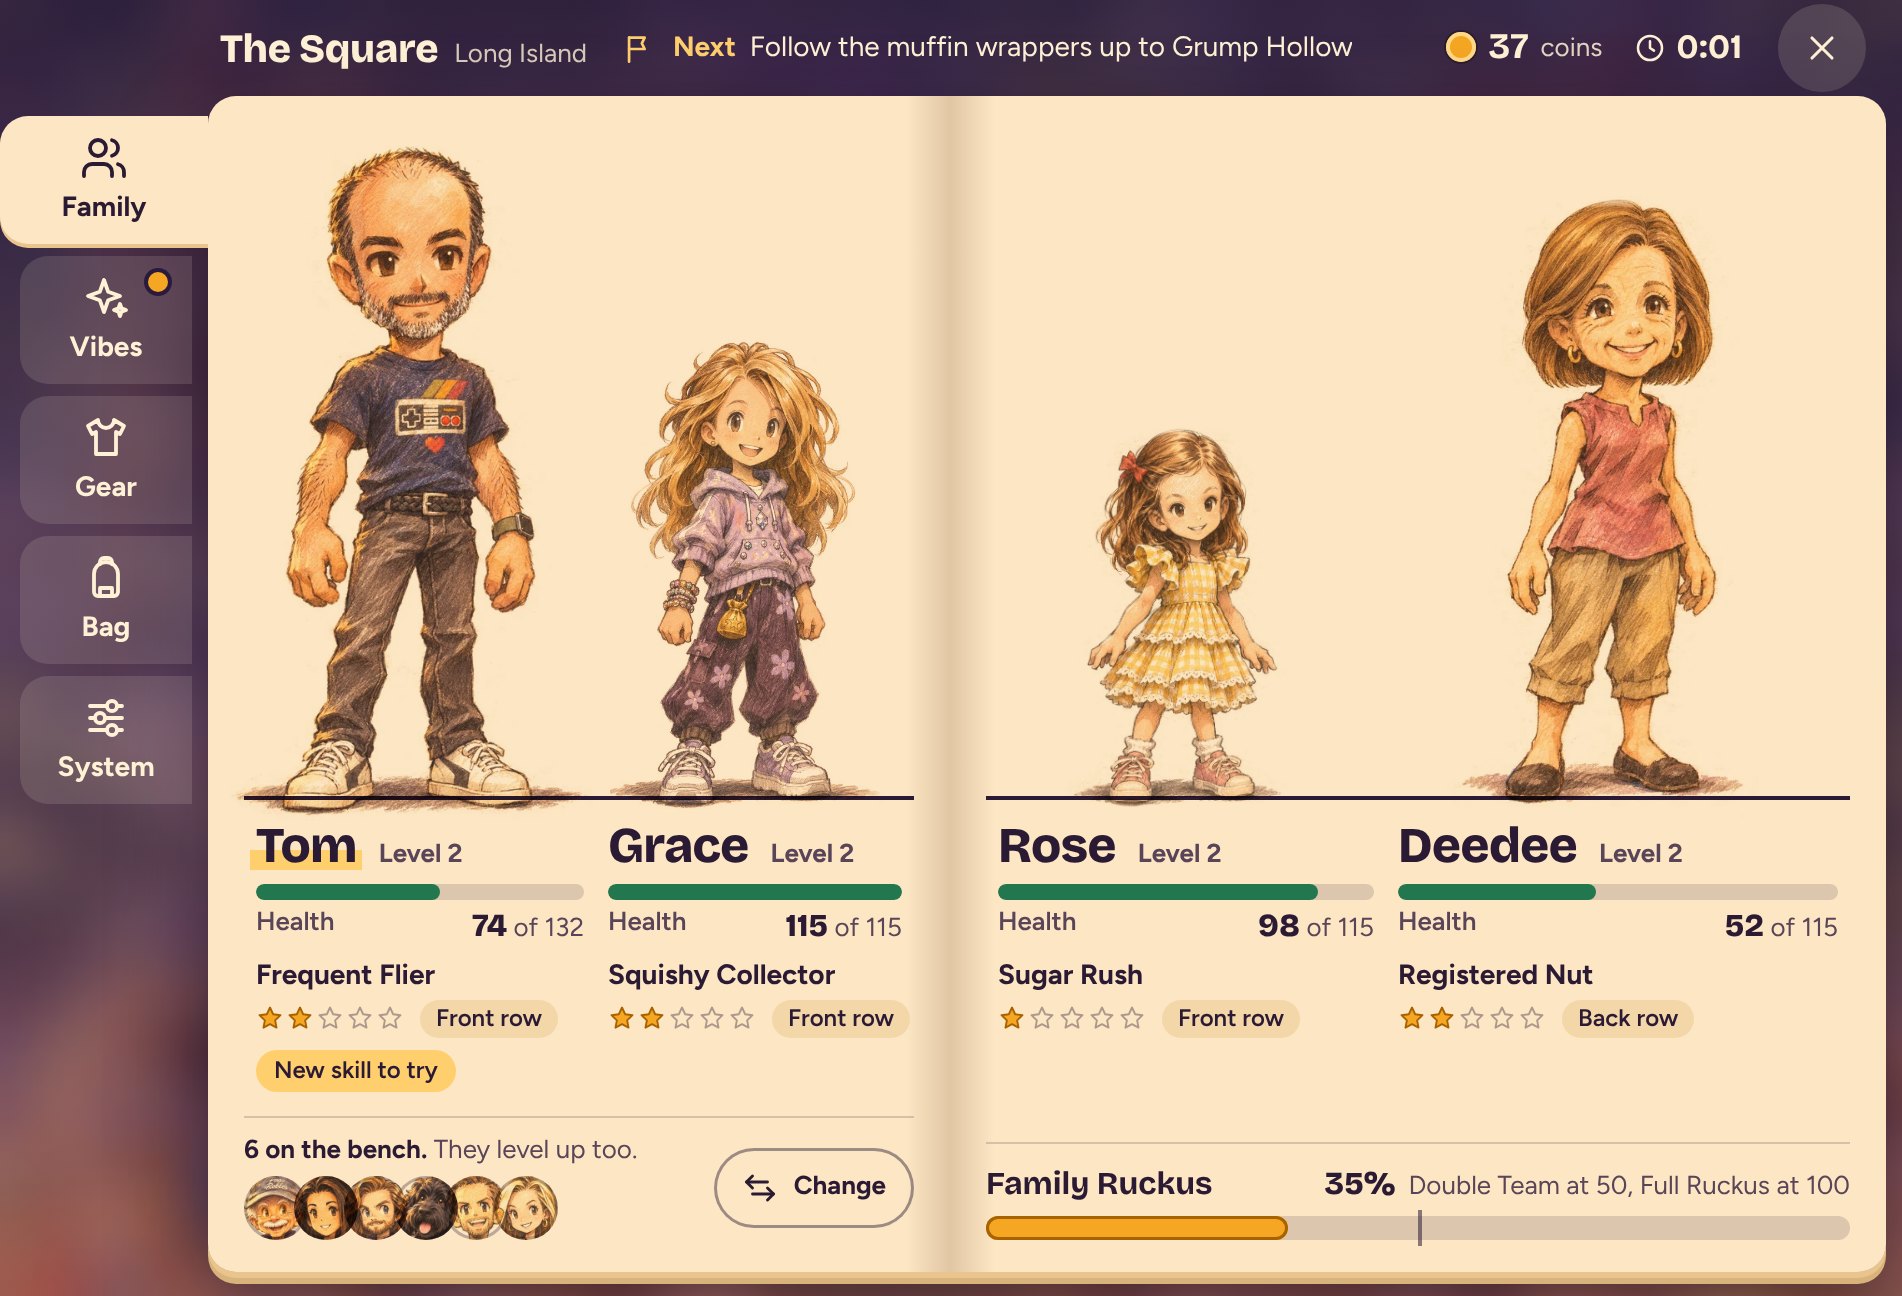 The Square Long Island Next Follow the muffin wrappers up to Grump Hollow 37 coins 0:01
Family
Vibes
Gear
Bag
System
Tom Level 2
Health 74 of 132
Frequent Flier
Front row
New skill to try
Grace Level 2
Health 115 of 115
Squishy Collector
Front row
Rose Level 2
Health 98 of 115
Sugar Rush
Front row
Deedee Level 2
Health 52 of 115
Registered Nut
Back row
6 on the bench. They level up too.
Change
Family Ruckus 35% Double Team at 50, Full Ruckus at 100